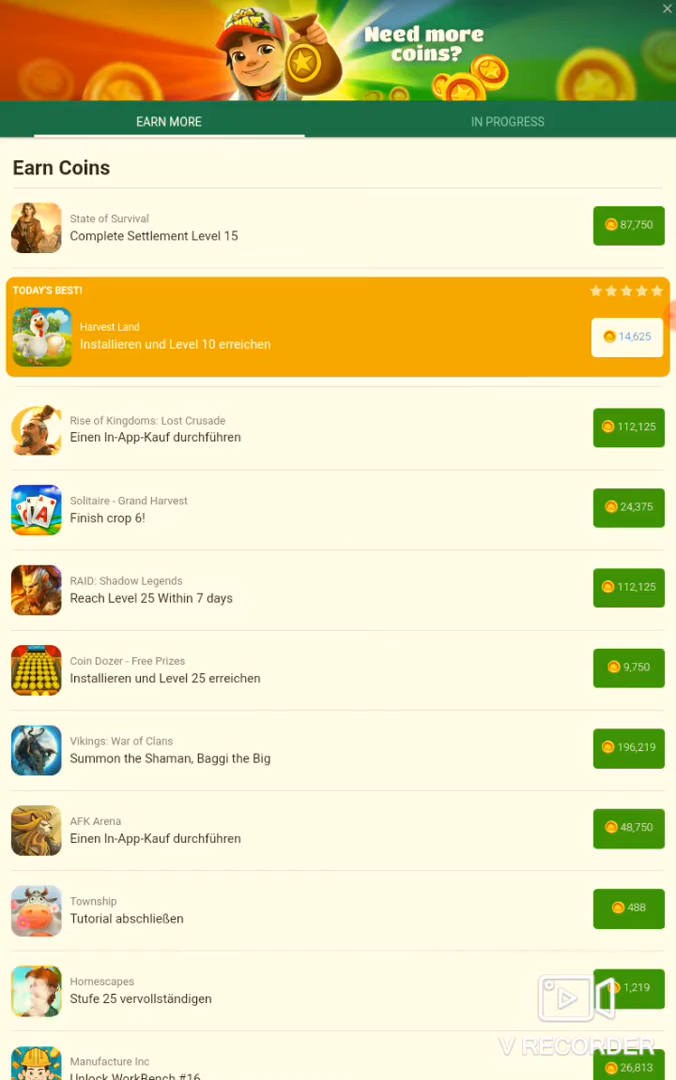 Need more
coins?
EARN MORE
IN PROGRESS
Earn Coins
State of Survival
Complete Settlement Level 15
87,750
TODAY'S BEST!
Harvest Land
Installieren und Level 10 erreichen
14,625
Rise of Kingdoms: Lost Crusade
Einen In-App-Kauf durchführen
112,125
Solitaire - Grand Harvest
Finish crop 6!
24,375
RAID: Shadow Legends
Reach Level 25 Within 7 days
112,125
Coin Dozer - Free Prizes
Installieren und Level 25 erreichen
9,750
Vikings: War of Clans
Summon the Shaman, Baggi the Big
196,219
AFK Arena
Einen In-App-Kauf durchführen
48,750
Township
Tutorial abschließen
488
Homescapes
Stufe 25 vervollständigen
1,219
V RECORDER
Manufacture Inc
Unlock WorkBench #16
26,813